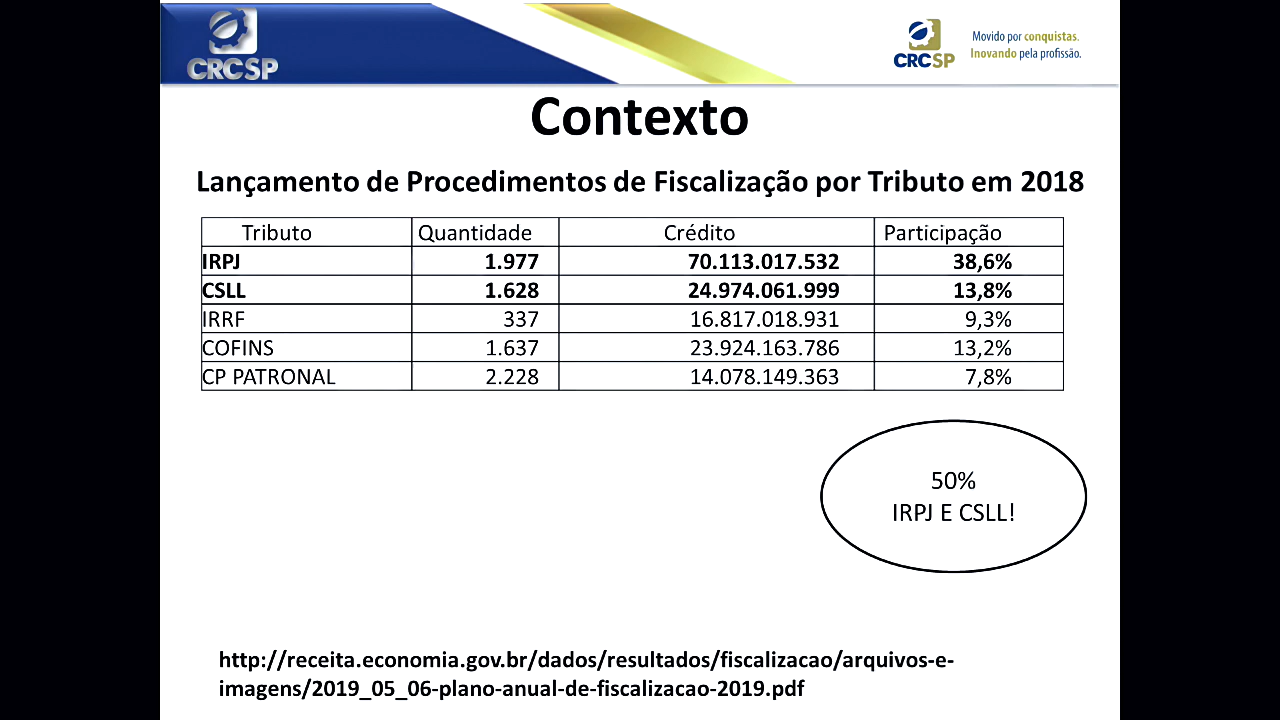 CRCSP
CRCSP
Movido por conquistas.
Inovando pela profissão.
Contexto
Lançamento de Procedimentos de Fiscalização por Tributo em 2018
Tributo Quantidade Crédito Participação
IRPJ 1.977 70.113.017.532 38,6%
CSLL 1.628 24.974.061.999 13,8%
IRRF 337 16.817.018.931 9,3%
COFINS 1.637 23.924.163.786 13,2%
CP PATRONAL 2.228 14.078.149.363 7,8%
50%
IRPJ E CSLL!
http://receita.economia.gov.br/dados/resultados/fiscalizacao/arquivos-e-
imagens/2019_05_06-plano-anual-de-fiscalizacao-2019.pdf